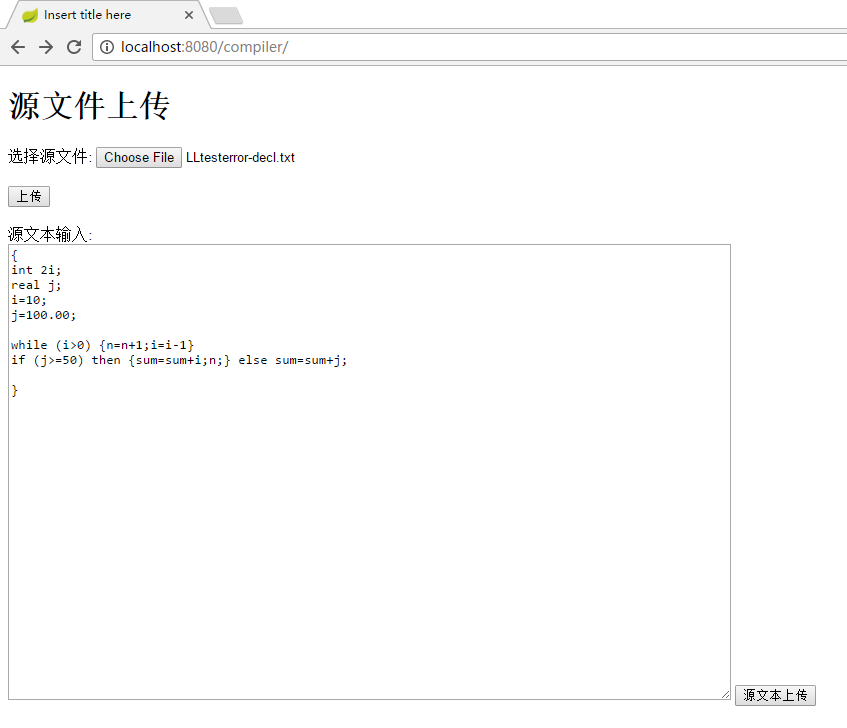 Insert title here
localhost:8080/compiler/
源文件上传
选择源文件: Choose File LLtesterror-decl.txt
上传
源文本输入:
{
int 2i;
real j;
i=10;
j=100.00;
while (i>0) {n=n+1;i=i-1}
if (j>=50) then {sum=sum+i;n;} else sum=sum+j;
}
源文本上传